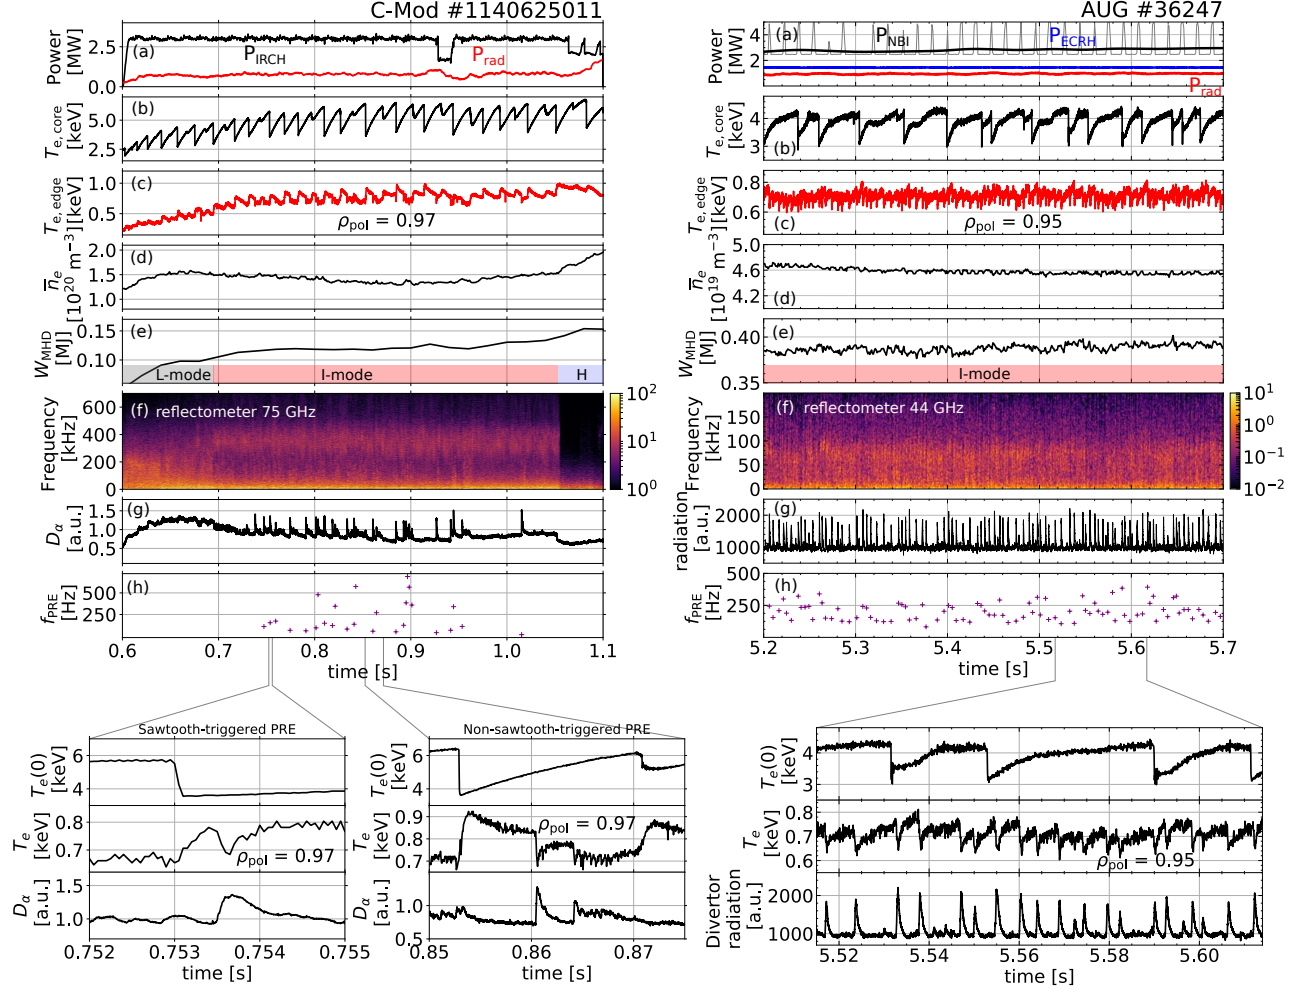 C-Mod #1140625011
Power
[MW]
2.5
0.0
(a)
P_IRCH
P_rad
T_e,core
[keV]
5.0
2.5
(b)
T_e,edge
[keV]
1.0
0.5
(c)
ρ_pol = 0.97
n̅_e
[10^20 m^−3]
2.0
1.5
1.0
(d)
W_MHD
[MJ]
0.15
0.10
(e)
L-mode
I-mode
H
Frequency
[kHz]
600
400
200
0
(f) reflectometer 75 GHz
10^2
10^1
10^0
D_α
[a.u.]
1.5
1.0
0.5
(g)
f_PRE
[Hz]
500
250
(h)
0.6 0.7 0.8 0.9 1.0 1.1
time [s]
AUG #36247
Power
[MW]
4
2
(a)
P_NBI
P_ECRH
P_rad
T_e,core
[keV]
4
3
(b)
T_e,edge
[keV]
0.8
0.6
(c)
ρ_pol = 0.95
n̅_e
[10^19 m^−3]
5.0
4.6
4.2
(d)
W_MHD
[MJ]
0.40
0.35
(e)
I-mode
Frequency
[kHz]
150
100
50
0
(f) reflectometer 44 GHz
10^1
10^0
10^−1
10^−2
radiation
[a.u.]
2000
1000
(g)
f_PRE
[Hz]
500
250
(h)
5.2 5.3 5.4 5.5 5.6 5.7
time [s]
Sawtooth-triggered PRE
T_e(0)
[keV]
6
4
T_e
[keV]
0.8
0.7
ρ_pol = 0.97
D_α
[a.u.]
1.5
1.0
0.752 0.753 0.754 0.755
time [s]
Non-sawtooth-triggered PRE
T_e(0)
[keV]
6
4
T_e
[keV]
0.9
0.8
0.7
ρ_pol = 0.97
D_α
[a.u.]
1.0
0.5
0.85 0.86 0.87
time [s]
T_e(0)
[keV]
4
3
T_e
[keV]
0.8
0.6
ρ_pol = 0.95
Divertor
radiation
[a.u.]
2000
1000
5.52 5.54 5.56 5.58 5.60
time [s]